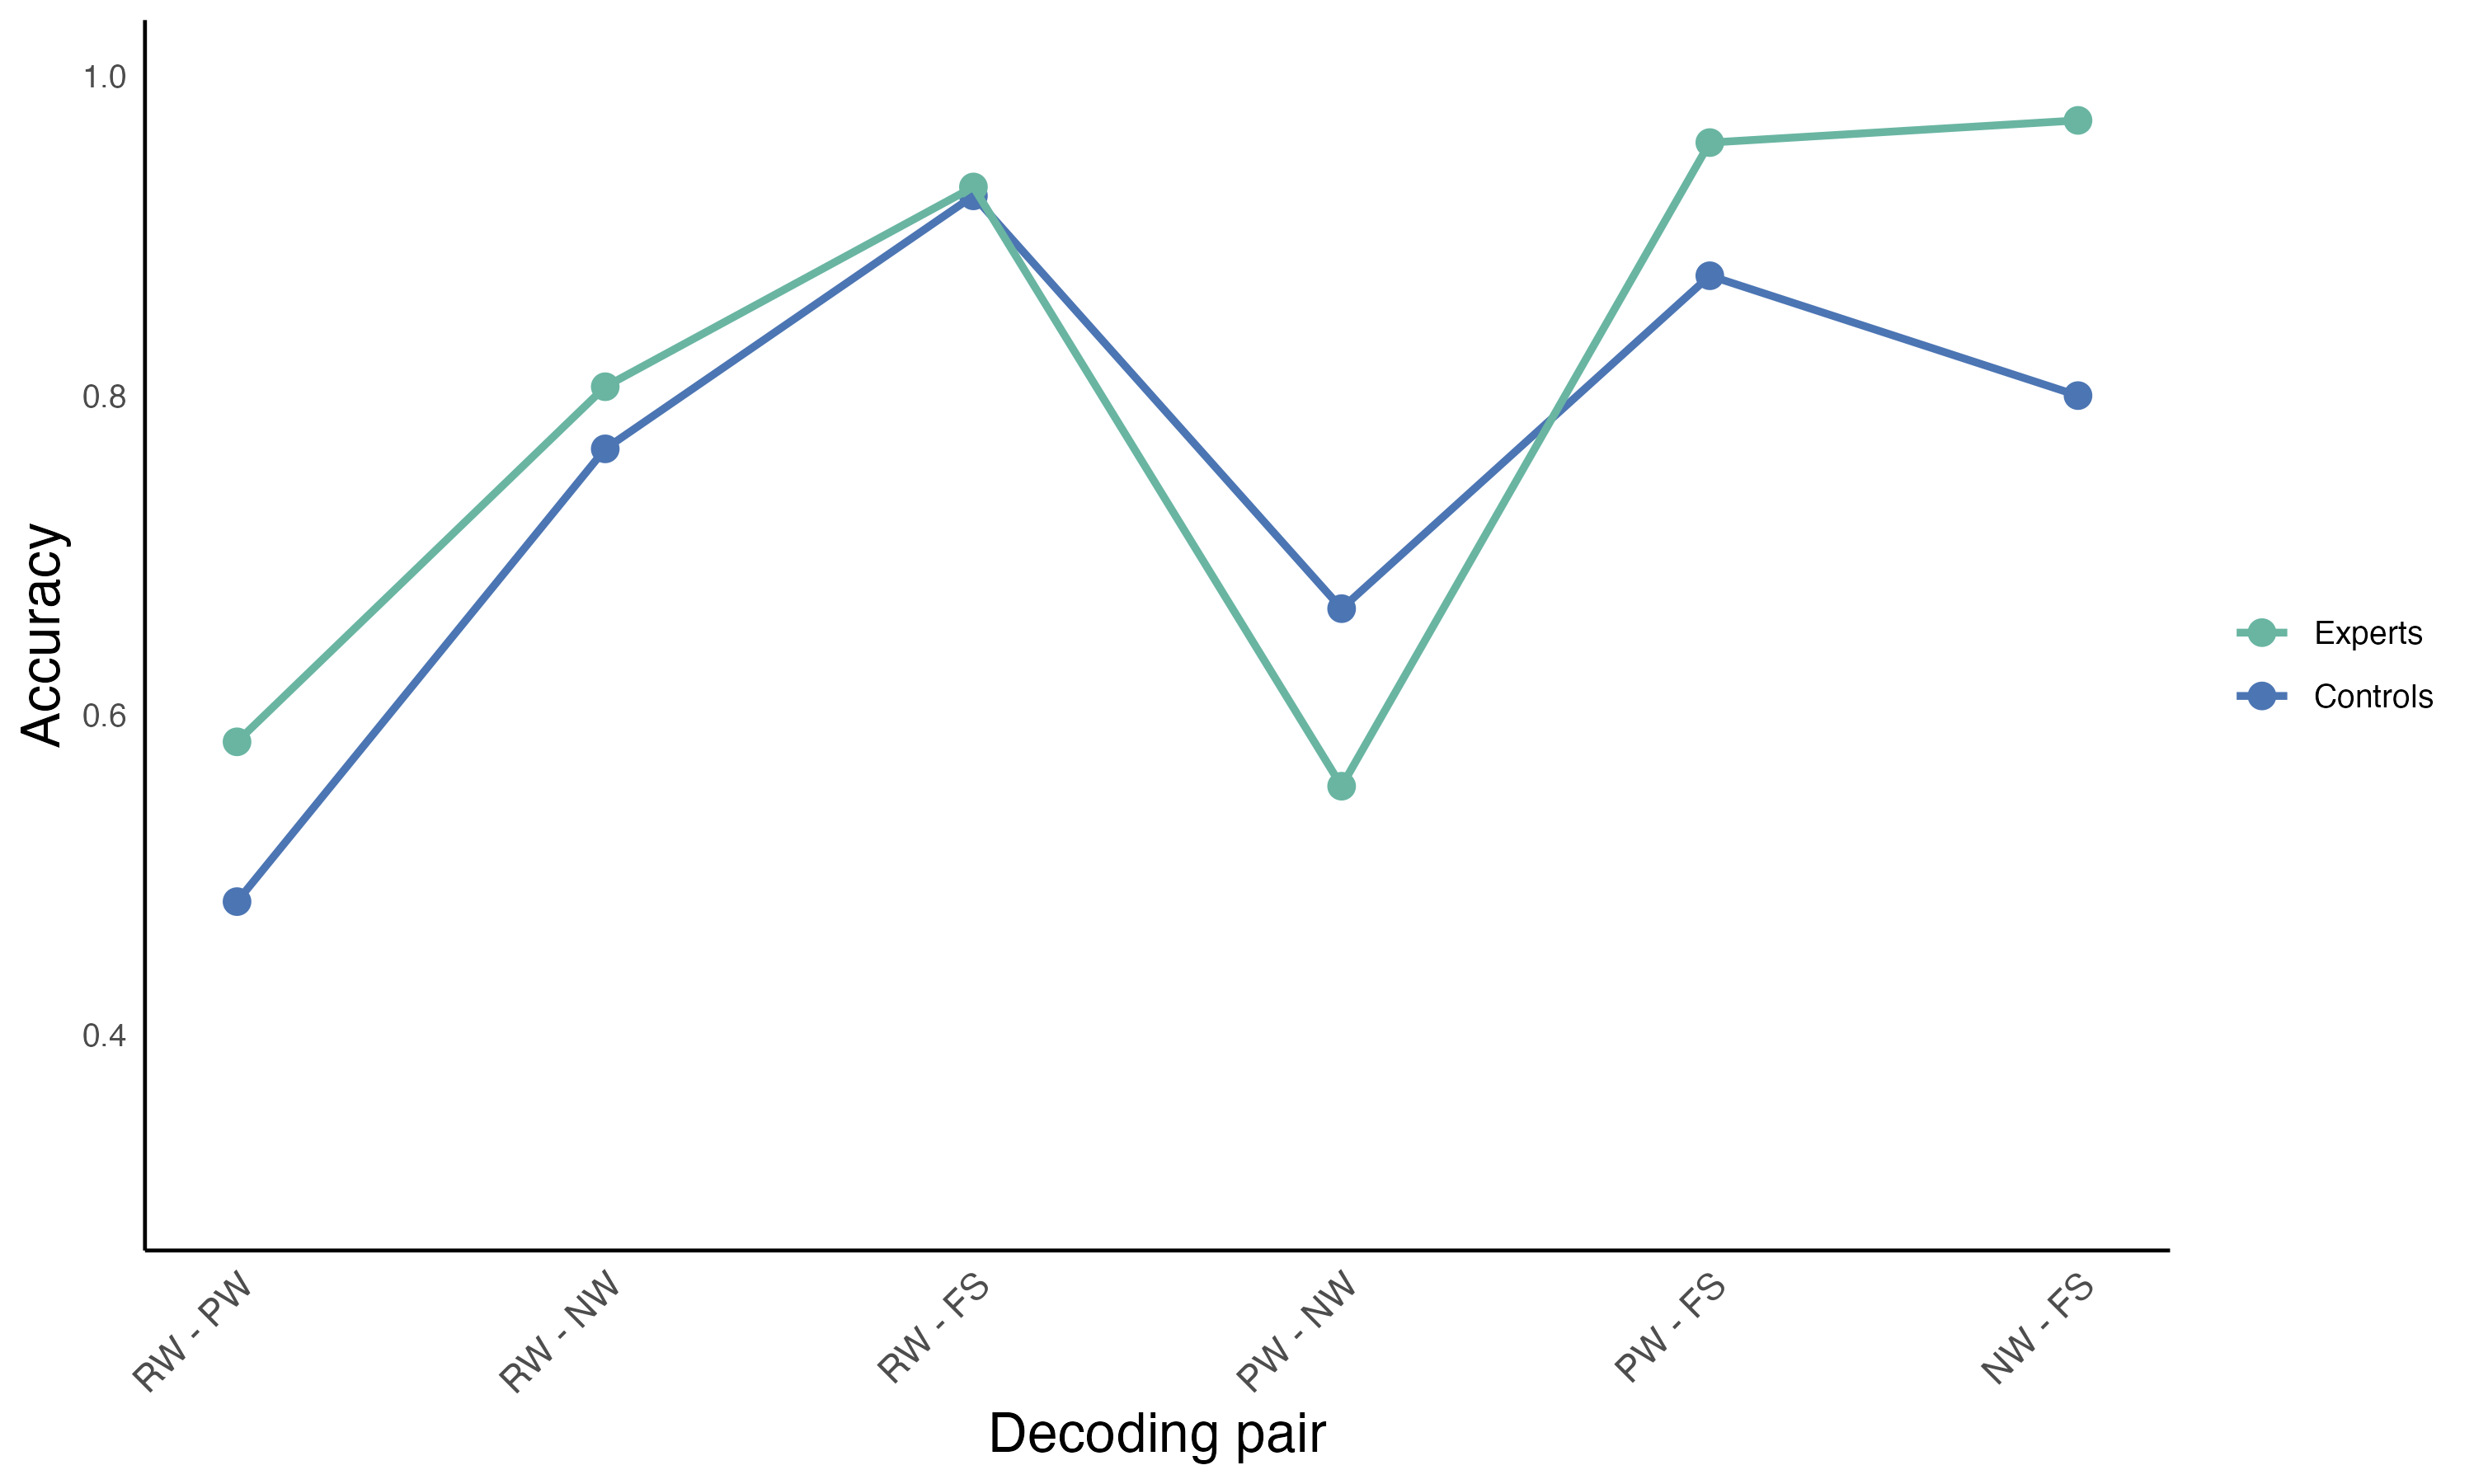 1.0
0.8
0.6
0.4
Accuracy
RW - PW
RW - NW
RW - FS
PW - NW
PW - FS
NW - FS
Decoding pair
Experts
Controls